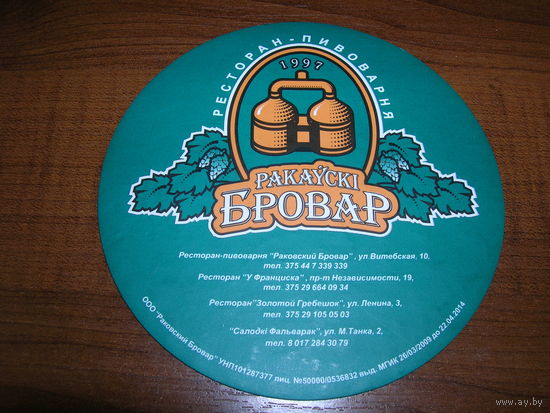 РЕСТОРАН-ПИВОВАРНЯ
1997
РАКАЎСКІ
БРОВАР
Ресторан-пивоварня "Раковский Бровар", ул.Витебская, 10.
тел. 375 44 7 339 339
Ресторан "У Франциска", пр-т Независимости, 19,
тел. 375 29 664 09 34
Ресторан"Золотой Гребешок", ул. Ленина, 3,
тел. 375 29 105 05 03
"Салодкі Фальварак", ул. М.Танка, 2,
тел. 8 017 284 30 79
ООО "Раковский Бровар" УНП101287377 лиц. №50000/0536832 выд. МГИК 26/03/2009 до 22.04.2014
www.ay.by